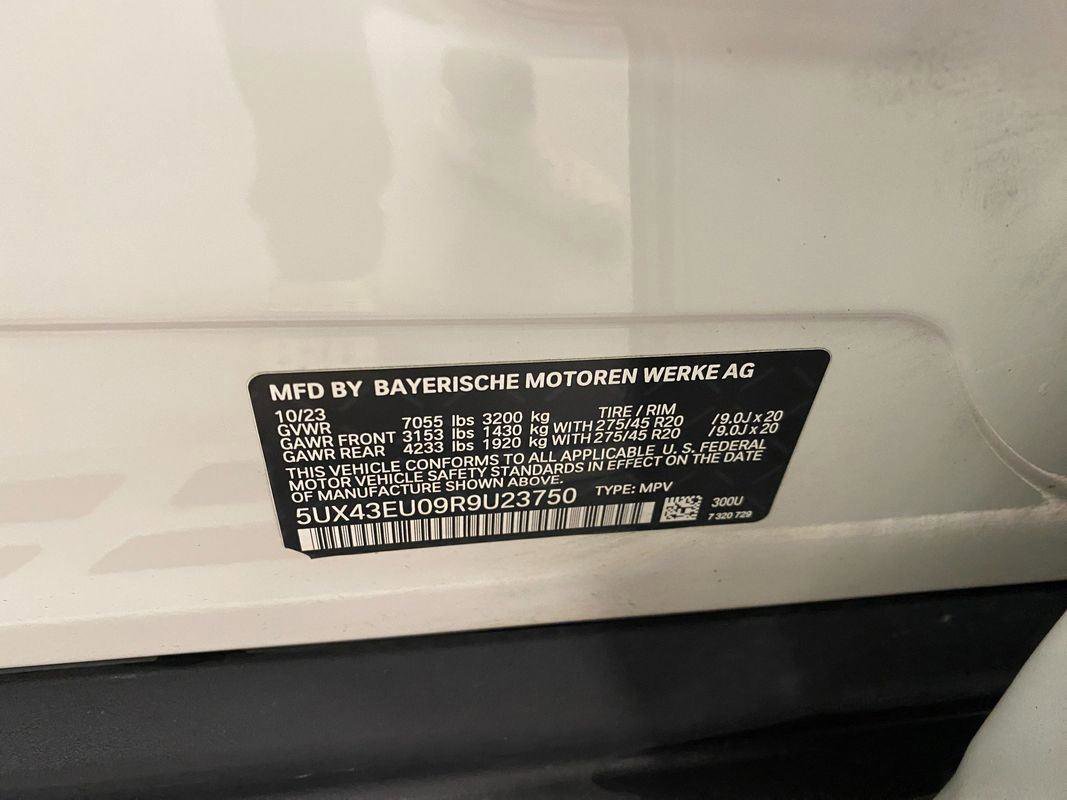 MFD BY BAYERISCHE MOTOREN WERKE AG
10/23 TIRE / RIM
GVWR 7055 lbs 3200 kg
GAWR FRONT 3153 lbs 1430 kg WITH 275/45 R20 /9.0J x 20
GAWR REAR 4233 lbs 1920 kg WITH 275/45 R20 /9.0J x 20
THIS VEHICLE CONFORMS TO ALL APPLICABLE U. S. FEDERAL
MOTOR VEHICLE SAFETY STANDARDS IN EFFECT ON THE DATE
OF MANUFACTURE SHOWN ABOVE.
5UX43EU09R9U23750 TYPE: MPV
300U
7 320 729